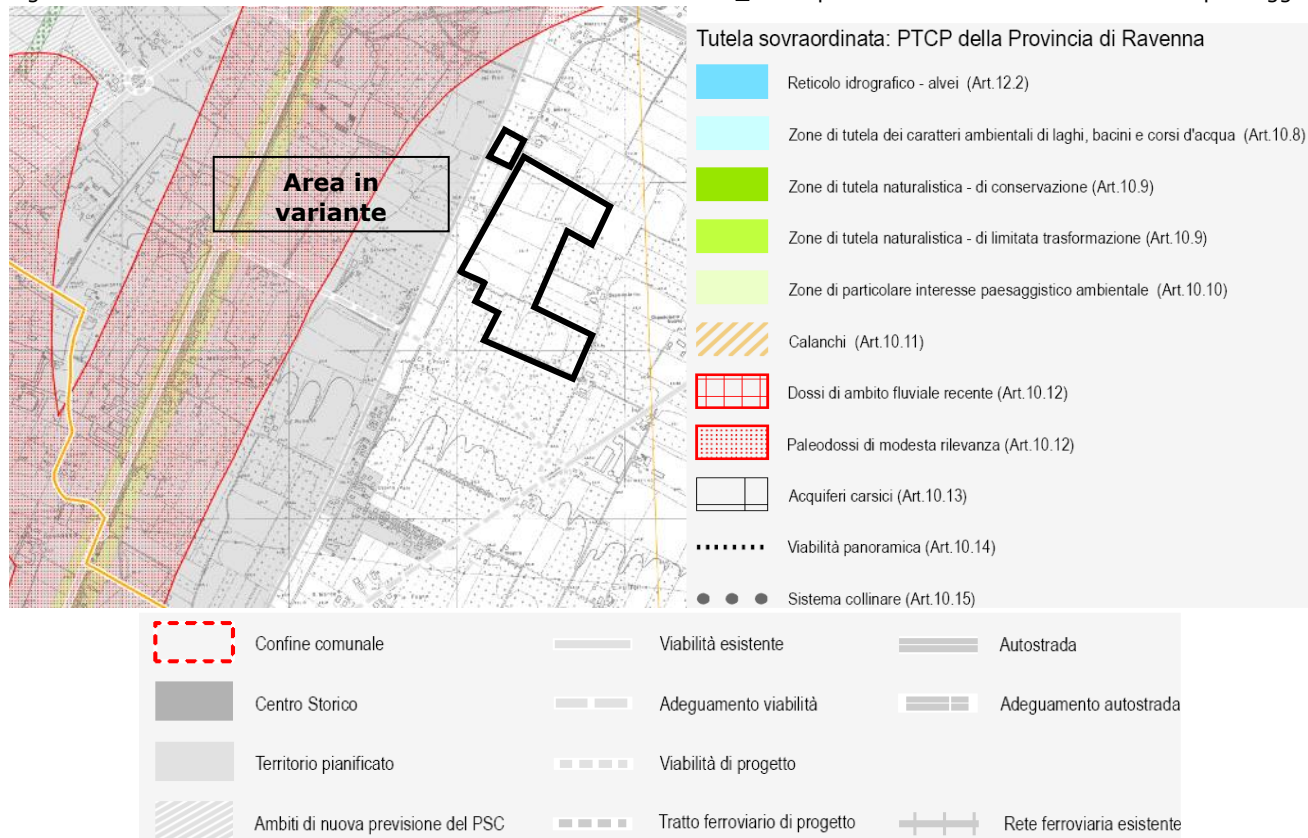 Area in
variante
Tutela sovraordinata: PTCP della Provincia di Ravenna
Reticolo idrografico - alvei (Art.12.2)
Zone di tutela dei caratteri ambientali di laghi, bacini e corsi d'acqua (Art.10.8)
Zone di tutela naturalistica - di conservazione (Art.10.9)
Zone di tutela naturalistica - di limitata trasformazione (Art.10.9)
Zone di particolare interesse paesaggistico ambientale (Art.10.10)
Calanchi (Art.10.11)
Dossi di ambito fluviale recente (Art.10.12)
Paleodossi di modesta rilevanza (Art.10.12)
Acquiferi carsici (Art.10.13)
Viabilità panoramica (Art.10.14)
Sistema collinare (Art.10.15)
Confine comunale
Viabilità esistente
Autostrada
Centro Storico
Adeguamento viabilità
Adeguamento autostrada
Territorio pianificato
Viabilità di progetto
Ambiti di nuova previsione del PSC
Tratto ferroviario di progetto
Rete ferroviaria esistente